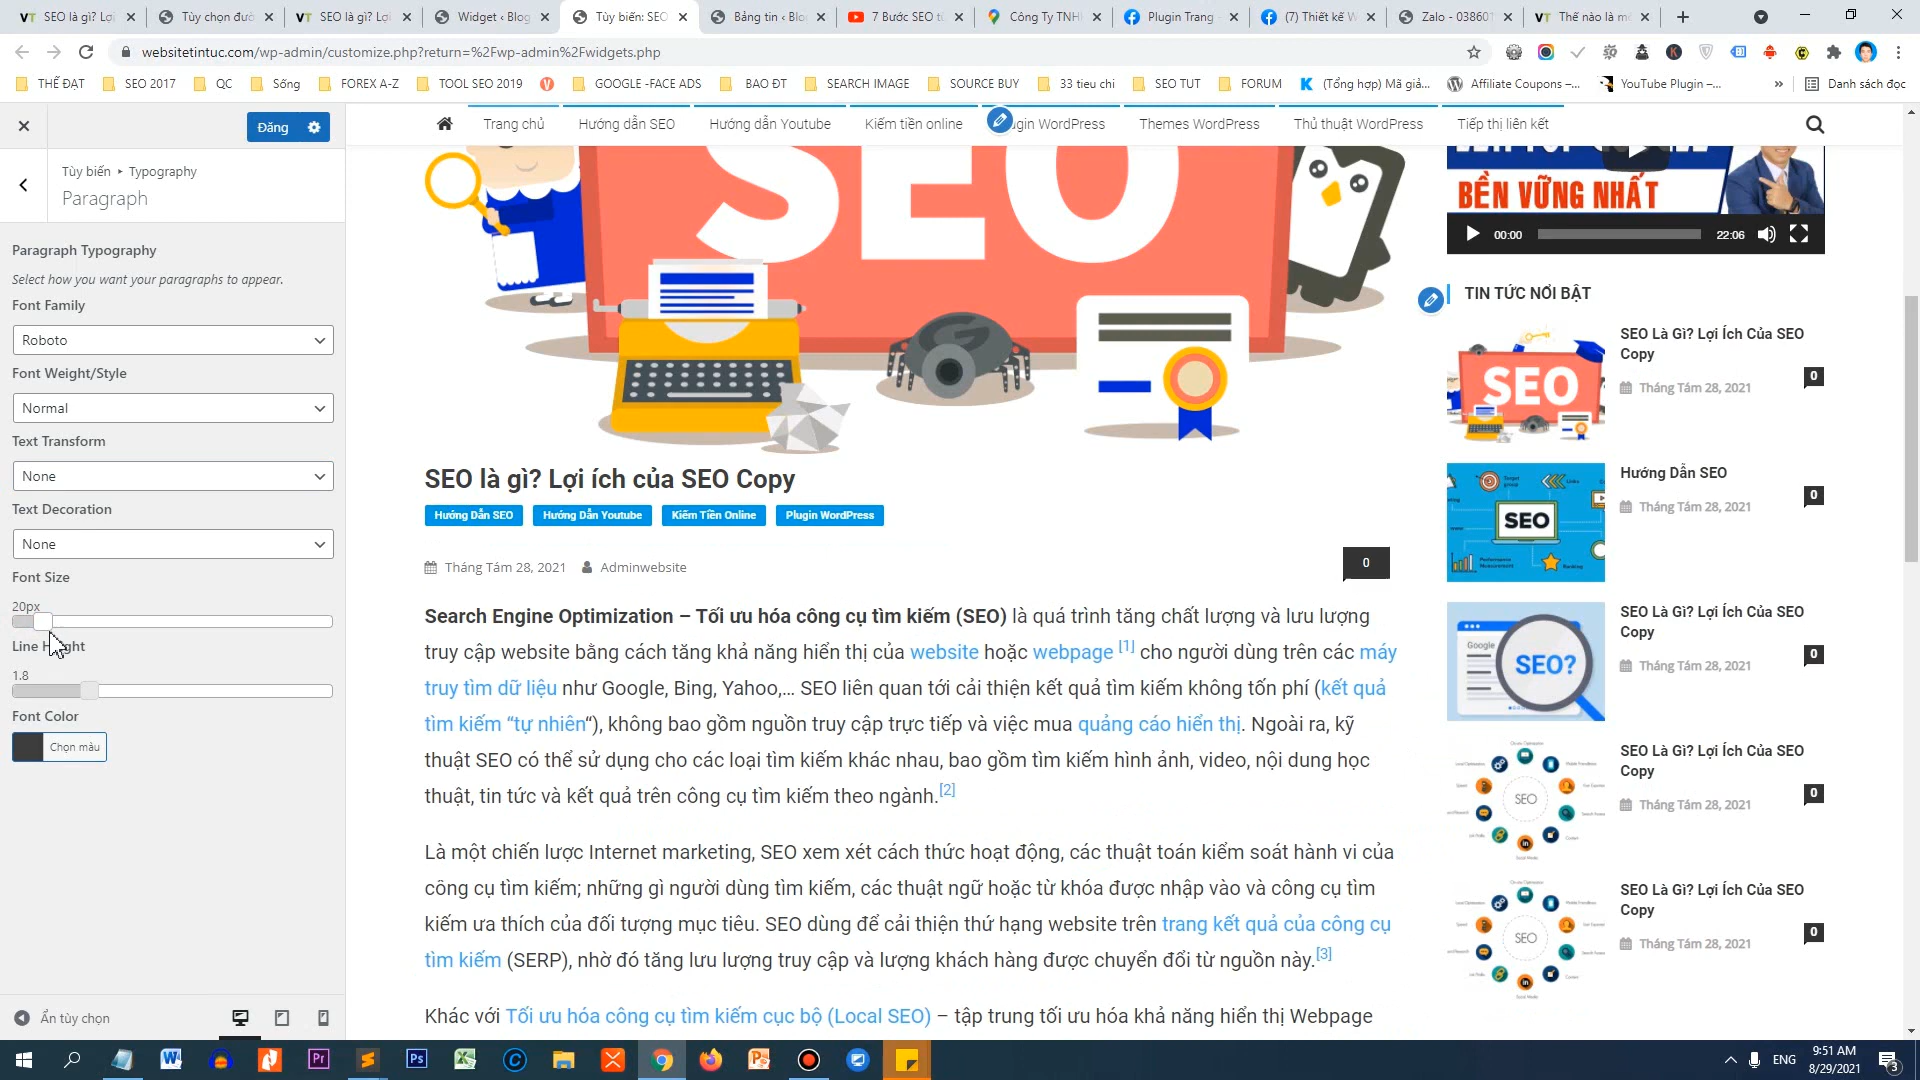 SEO là gì? Lợi
Tùy chọn đườ
SEO là gì? Lợi
Widget ‹ Blog
Tùy biến: SEO
Bảng tin ‹ Blo
7 Bước SEO từ
Công Ty TNHH
Plugin Trang
(7) Thiết kế W
Zalo - 038601
Thế nào là mé
websitetintuc.com/wp-admin/customize.php?return=%2Fwp-admin%2Fwidgets.php
THẺ ĐẠT
SEO 2017
QC
Sống
FOREX A-Z
TOOL SEO 2019
GOOGLE -FACE ADS
BAO ĐT
SEARCH IMAGE
SOURCE BUY
33 tieu chi
SEO TUT
FORUM
(Tổng hợp) Mã giả...
Affiliate Coupons –...
YouTube Plugin –...
»
Danh sách đọc
Đăng
Tùy biến ▸ Typography
Paragraph
Paragraph Typography
Select how you want your paragraphs to appear.
Font Family
Roboto
Font Weight/Style
Normal
Text Transform
None
Text Decoration
None
Font Size
20px
Line Height
1.8
Font Color
Chọn màu
Ẩn tùy chọn
Trang chủ
Hướng dẫn SEO
Hướng dẫn Youtube
Kiếm tiền online
gin WordPress
Themes WordPress
Thủ thuật WordPress
Tiếp thị liên kết
SEO
SEO là gì? Lợi ích của SEO Copy
Hướng Dẫn SEO
Hướng Dẫn Youtube
Kiếm Tiền Online
Plugin WordPress
Tháng Tám 28, 2021
Adminwebsite
0
Search Engine Optimization – Tối ưu hóa công cụ tìm kiếm (SEO) là quá trình tăng chất lượng và lưu lượng
truy cập website bằng cách tăng khả năng hiển thị của website hoặc webpage [1] cho người dùng trên các máy
truy tìm dữ liệu như Google, Bing, Yahoo,… SEO liên quan tới cải thiện kết quả tìm kiếm không tốn phí (kết quả
tìm kiếm “tự nhiên“), không bao gồm nguồn truy cập trực tiếp và việc mua quảng cáo hiển thị. Ngoài ra, kỹ
thuật SEO có thể sử dụng cho các loại tìm kiếm khác nhau, bao gồm tìm kiếm hình ảnh, video, nội dung học
thuật, tin tức và kết quả trên công cụ tìm kiếm theo ngành.[2]
Là một chiến lược Internet marketing, SEO xem xét cách thức hoạt động, các thuật toán kiểm soát hành vi của
công cụ tìm kiếm; những gì người dùng tìm kiếm, các thuật ngữ hoặc từ khóa được nhập vào và công cụ tìm
kiếm ưa thích của đối tượng mục tiêu. SEO dùng để cải thiện thứ hạng website trên trang kết quả của công cụ
tìm kiếm (SERP), nhờ đó tăng lưu lượng truy cập và lượng khách hàng được chuyển đổi từ nguồn này.[3]
Khác với Tối ưu hóa công cụ tìm kiếm cục bộ (Local SEO) – tập trung tối ưu hóa khả năng hiển thị Webpage
BỀN VỮNG NHẤT
00:00
22:06
TIN TỨC NỔI BẬT
SEO
SEO Là Gì? Lợi Ích Của SEO
Copy
Tháng Tám 28, 2021
0
SEO
Hướng Dẫn SEO
Tháng Tám 28, 2021
0
Google
SEO?
SEO Là Gì? Lợi Ích Của SEO
Copy
Tháng Tám 28, 2021
0
SEO
SEO Là Gì? Lợi Ích Của SEO
Copy
Tháng Tám 28, 2021
0
SEO
SEO Là Gì? Lợi Ích Của SEO
Copy
Tháng Tám 28, 2021
0
ENG
9:51 AM
8/29/2021
3